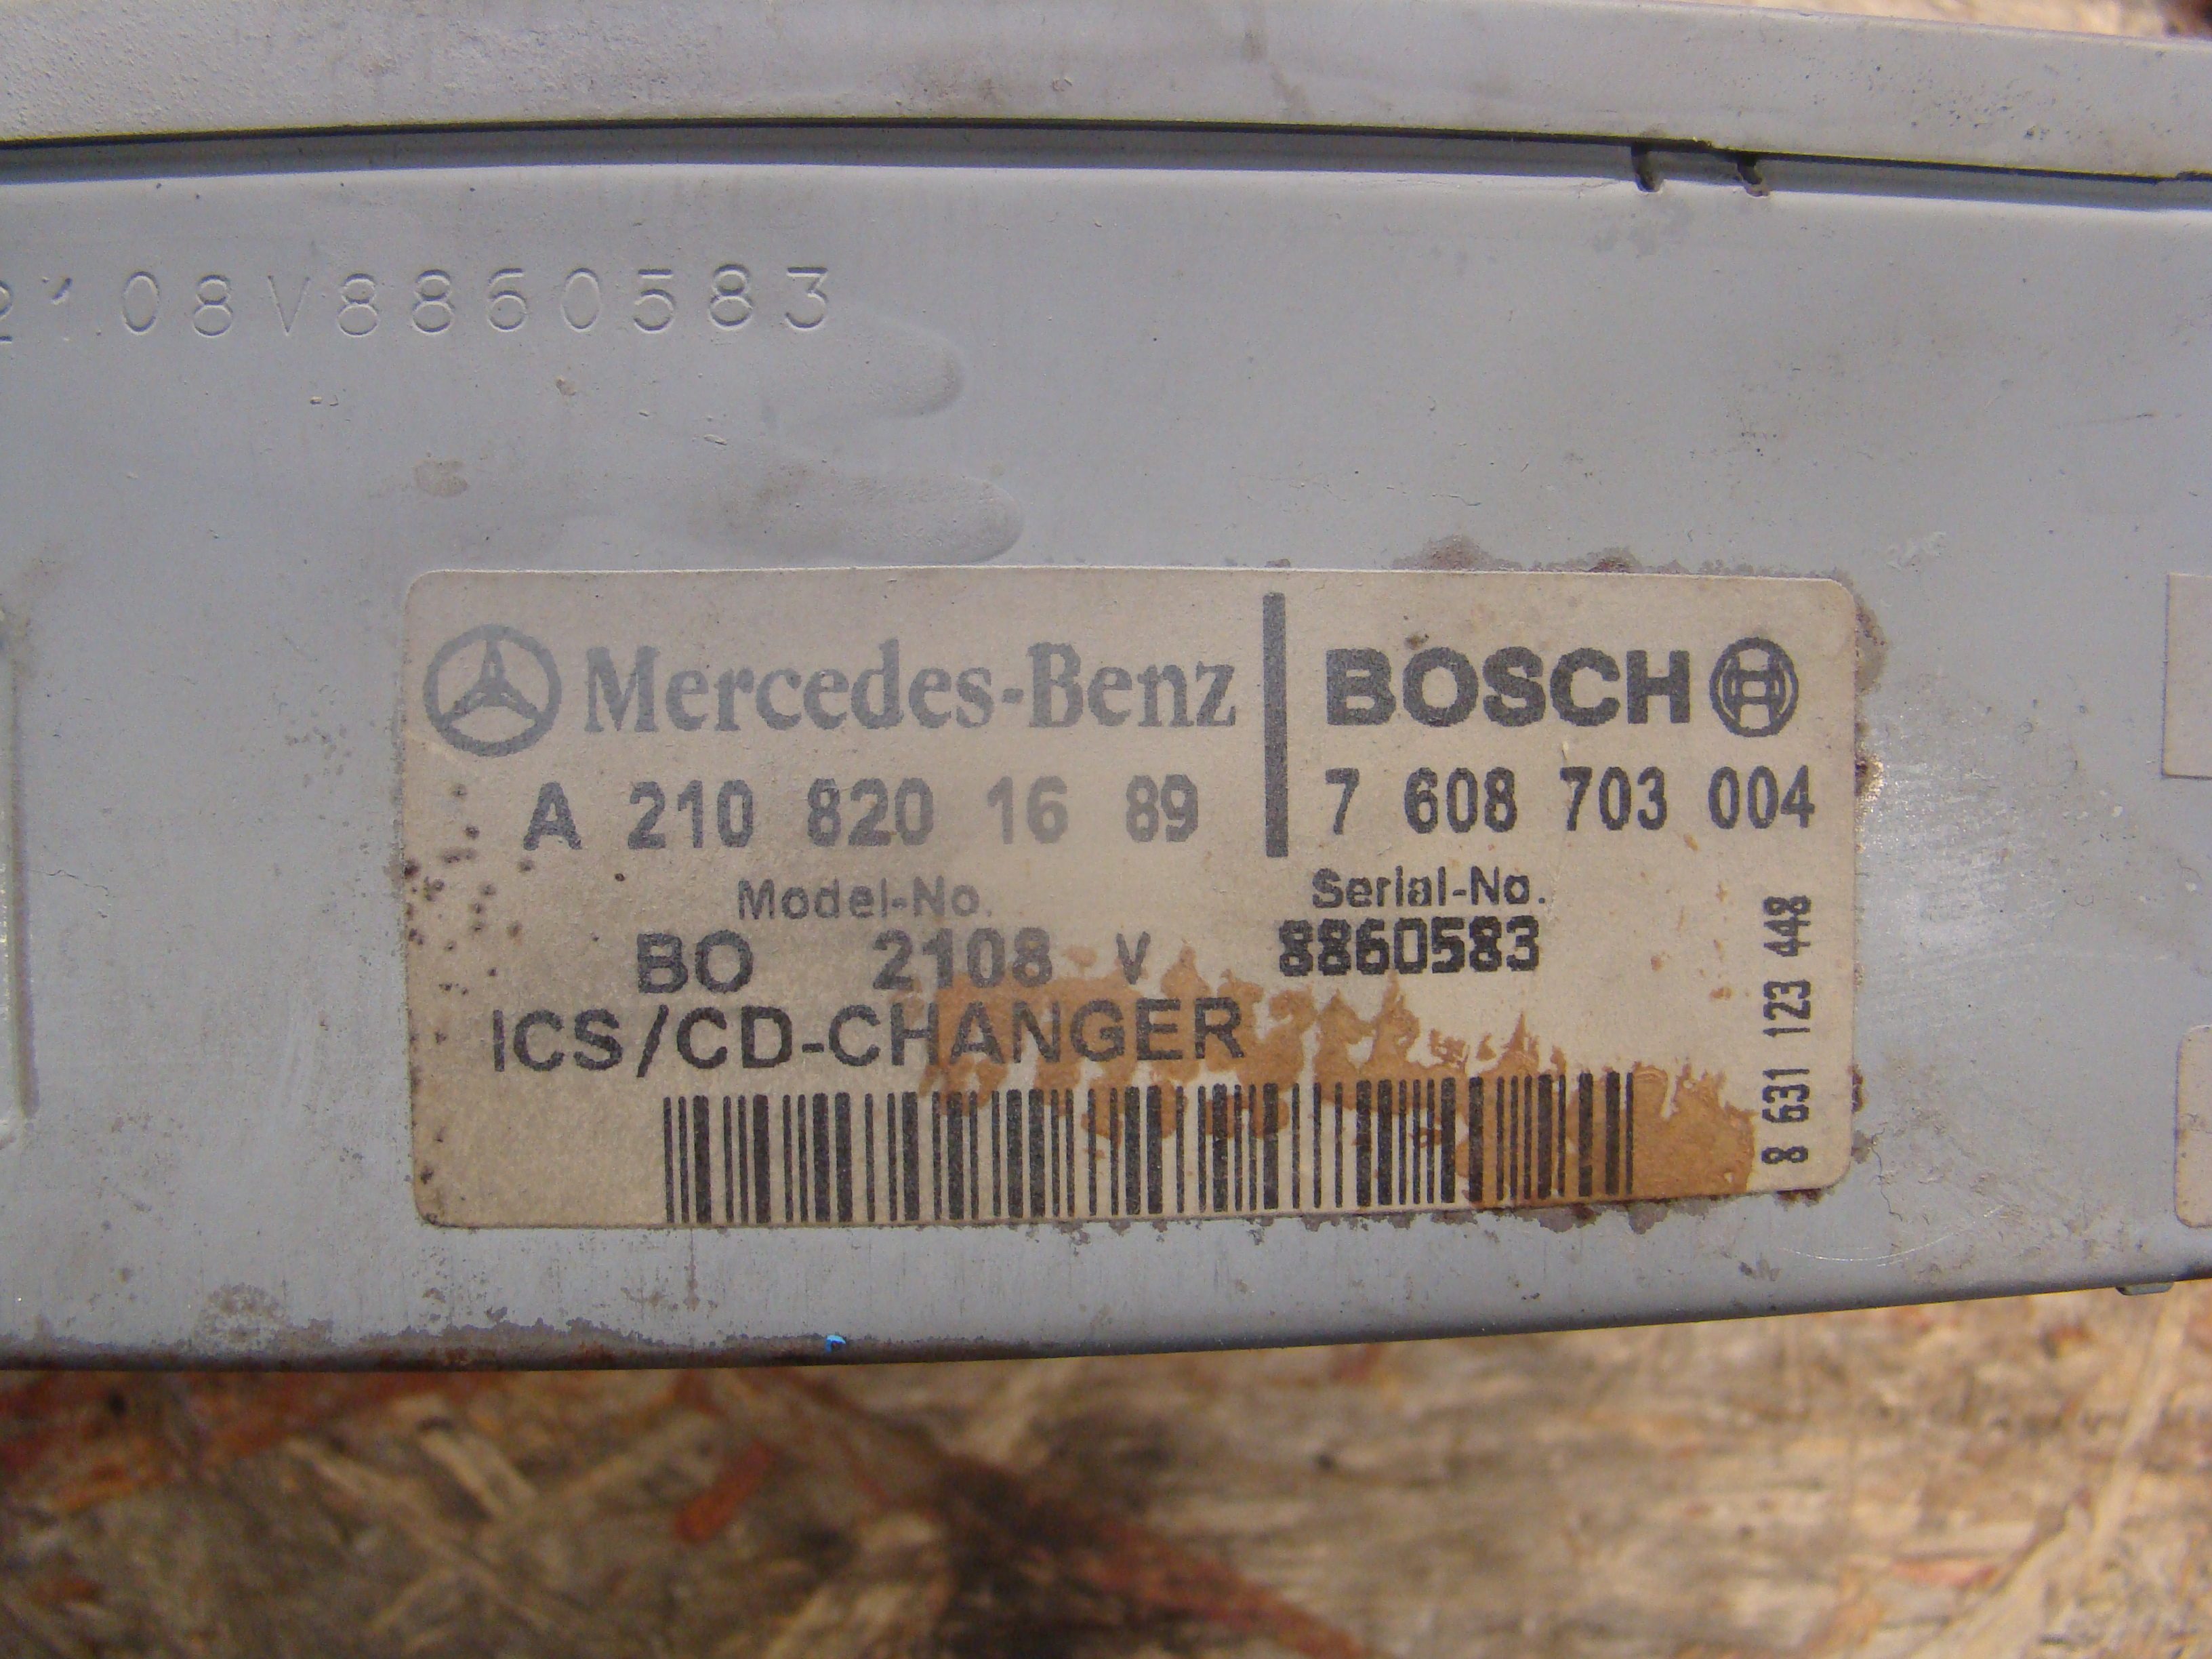 2108V8860583
Mercedes-Benz
BOSCH
A 210 820 16 89
7 608 703 004
Model-No.
Serial-No.
BO 2108 V 8860583
ICS/CD-CHANGER
8 631 123 448